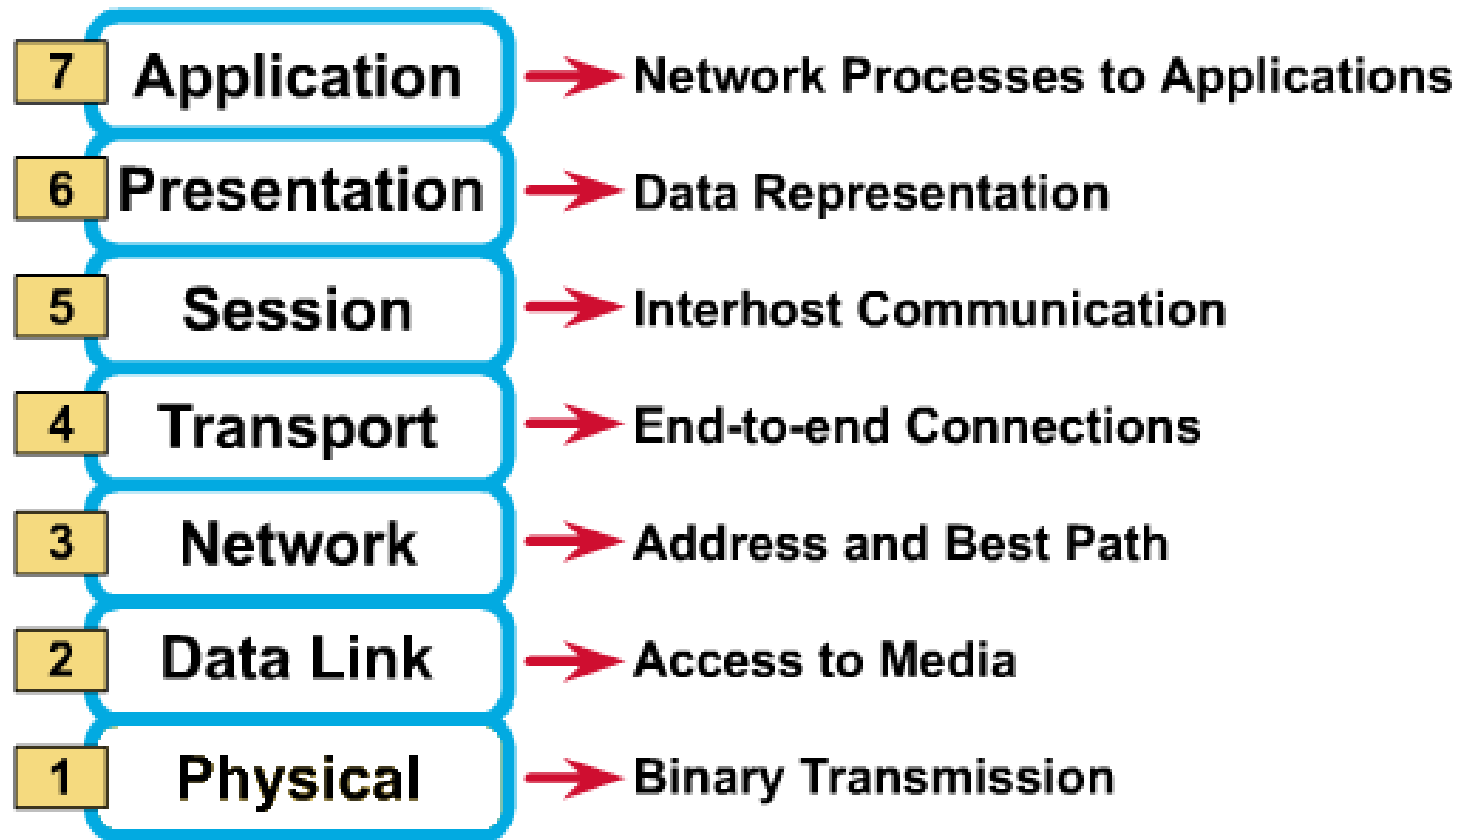 7 Application Network Processes to Applications
6 Presentation Data Representation
5 Session Interhost Communication
4 Transport End-to-end Connections
3 Network Address and Best Path
2 Data Link Access to Media
1 Physical Binary Transmission